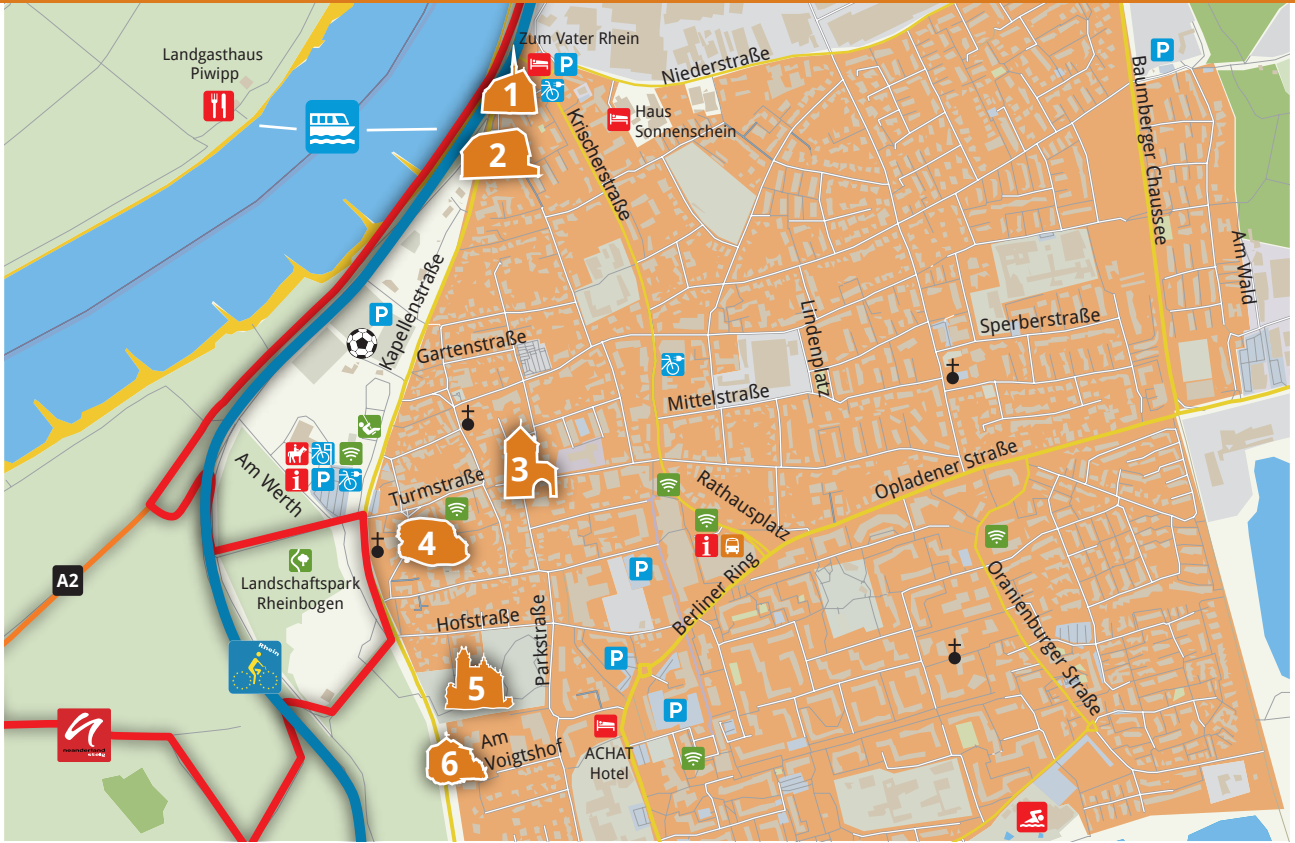 Landgasthaus
Piwipp
Zum Vater Rhein
P
P
Niederstraße
1
Haus
Sonnenschein
2
Krischerstraße
Baumberger Chaussee
Am Wald
P
Kapellenstraße
Gartenstraße
Lindenplatz
Sperberstraße
Mittelstraße
3
Am Werth
i
P
Turmstraße
Rathausplatz
Opladener Straße
4
i
A2
Landschaftspark
Rheinbogen
P
Berliner Ring
Oranienburger Straße
Hofstraße
Parkstraße
Rhein
P
5
P
neanderland
steig
6
Am
Voigtshof
ACHAT
Hotel